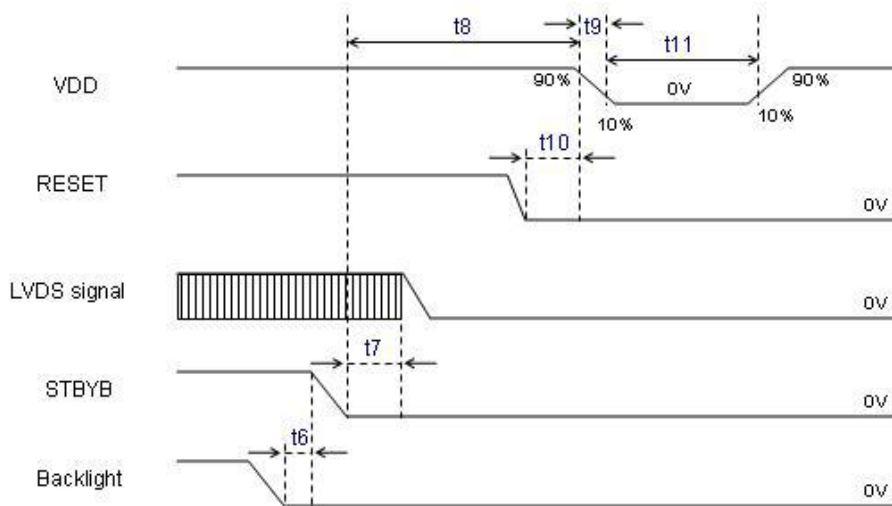 t8
t9
t11
VDD
90%
0V
90%
10%
10%
t10
RESET
0V
LVDS signal
0V
t7
STBYB
0V
t6
Backlight
0V